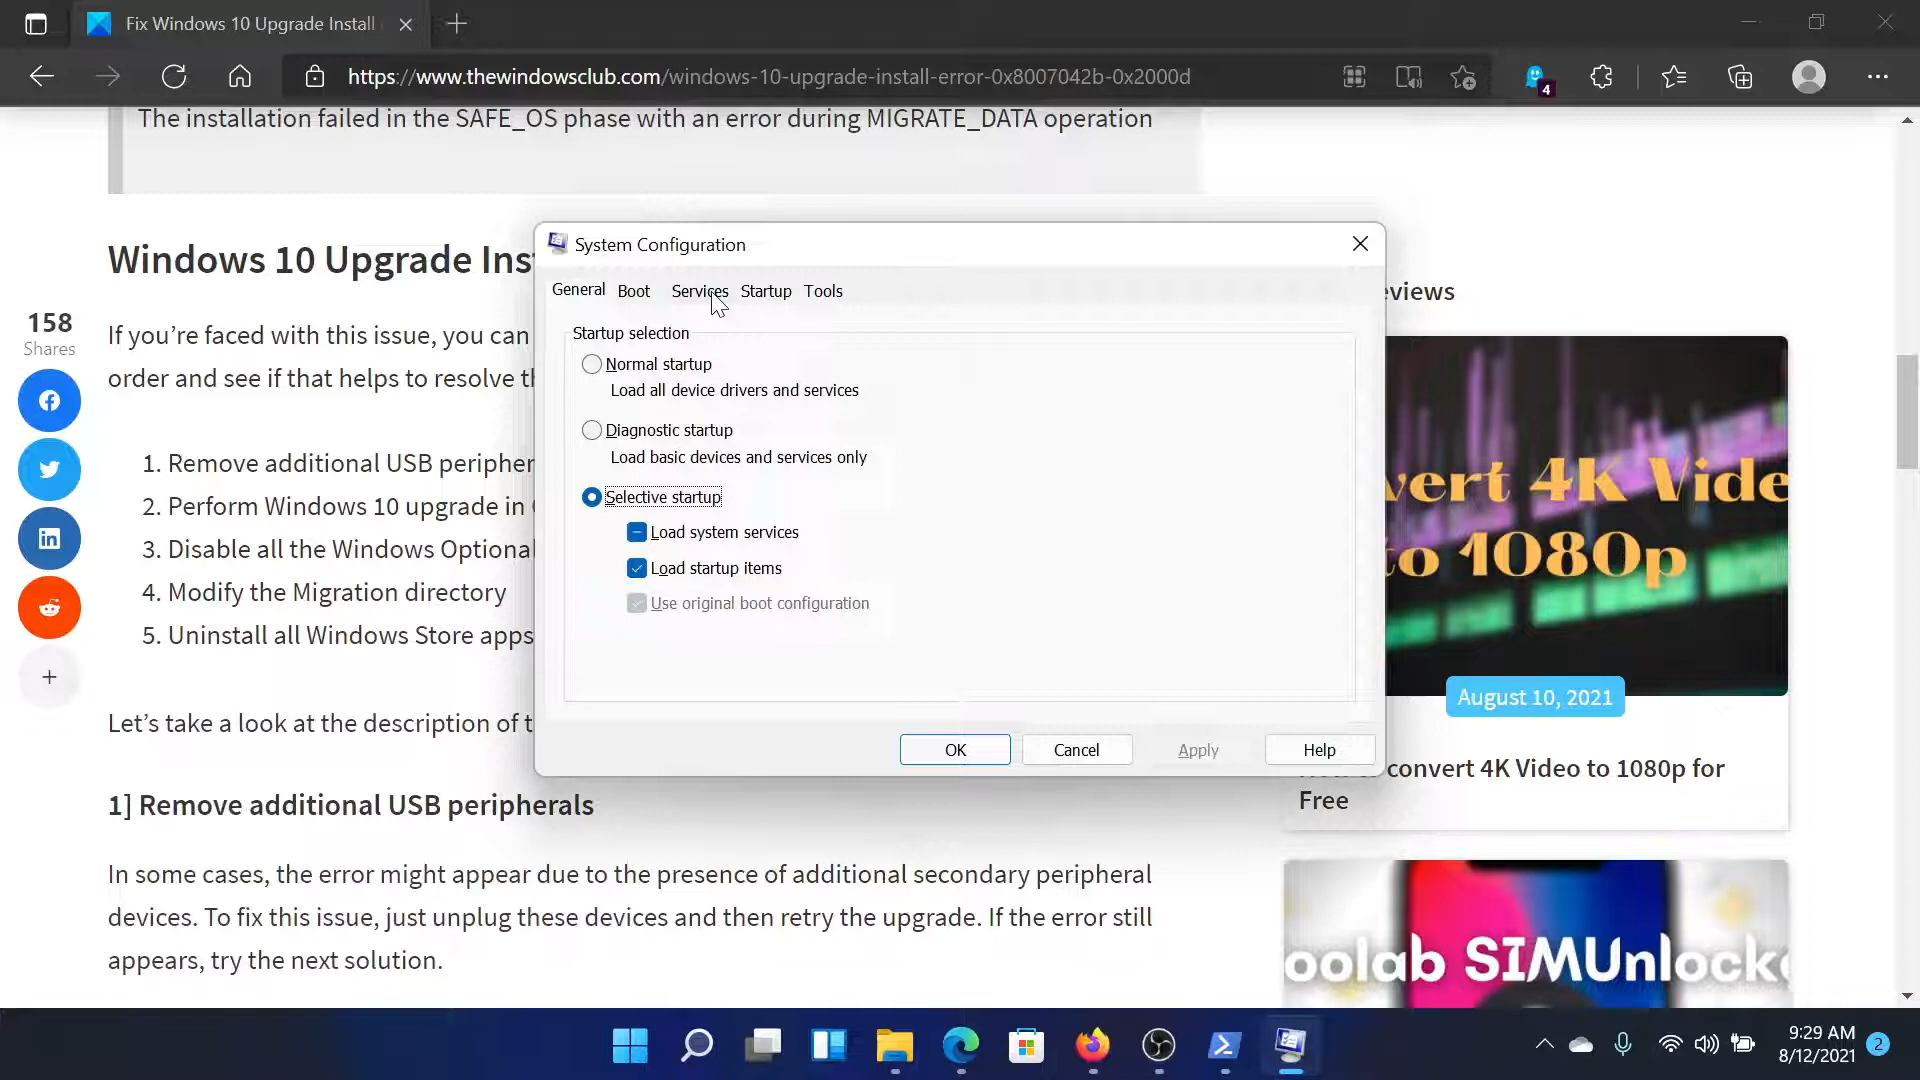 Fix Windows 10 Upgrade Install
https://www.thewindowsclub.com/windows-10-upgrade-install-error-0x8007042b-0x2000d
4
The installation failed in the SAFE_OS phase with an error during MIGRATE_DATA operation
Windows 10 Upgrade Ins
158
Shares
If you’re faced with this issue, you can
order and see if that helps to resolve t
1. Remove additional USB peripher
2. Perform Windows 10 upgrade in
3. Disable all the Windows Optional
4. Modify the Migration directory
5. Uninstall all Windows Store apps
Let’s take a look at the description of t
1] Remove additional USB peripherals
In some cases, the error might appear due to the presence of additional secondary peripheral
devices. To fix this issue, just unplug these devices and then retry the upgrade. If the error still
appears, try the next solution.
System Configuration
General Boot Services Startup Tools
Startup selection
Normal startup
Load all device drivers and services
Diagnostic startup
Load basic devices and services only
Selective startup
Load system services
Load startup items
Use original boot configuration
OK Cancel Apply Help
eviews
vert 4K Vide
to 1080p
August 10, 2021
convert 4K Video to 1080p for
Free
oolab SIMUnlock
9:29 AM
8/12/2021
2